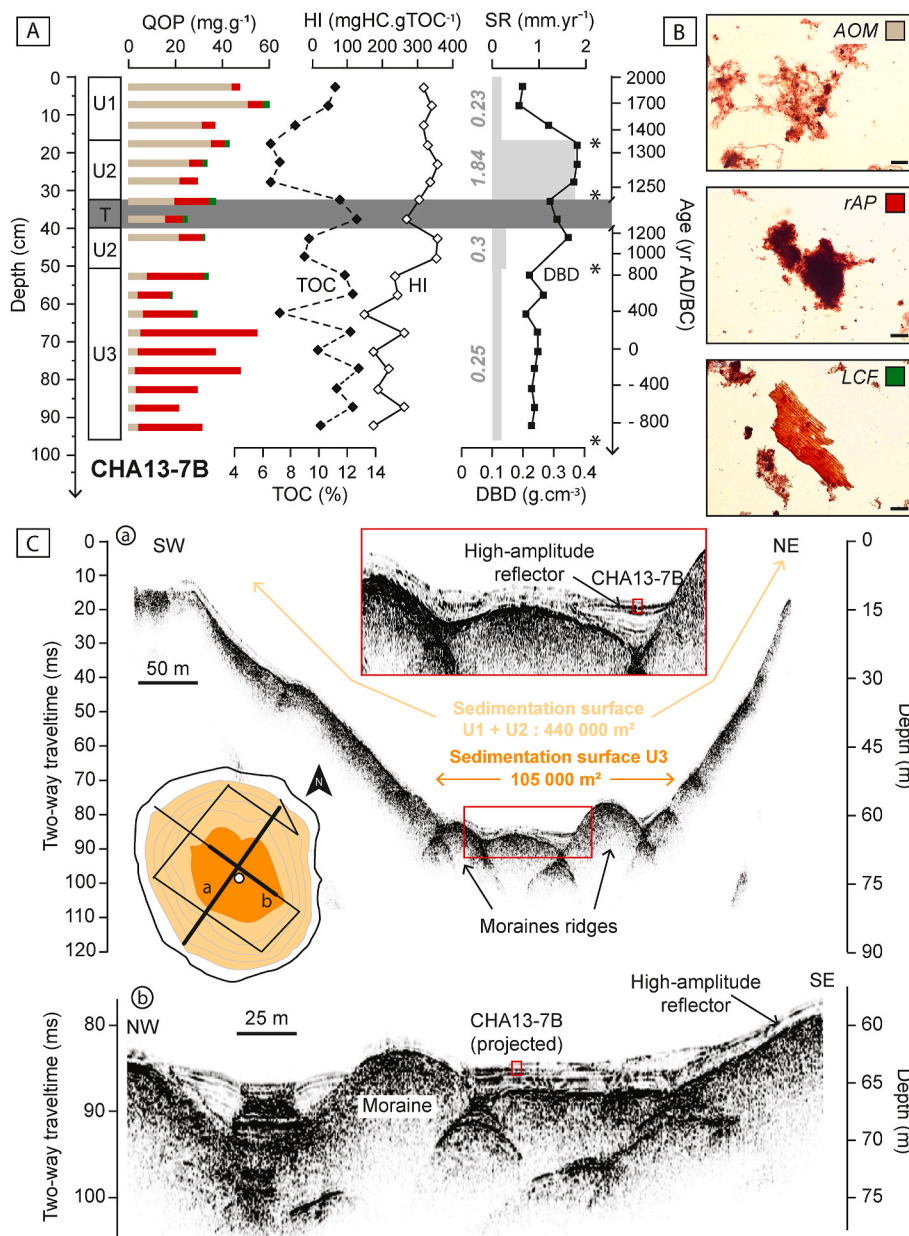 A
QOP (mg.g⁻¹)
HI (mgHC.gTOC⁻¹)
SR (mm.yr⁻¹)
0 20 40 60
0 100 200 300 400
0 1 2
0
10
20
30
40
50
60
70
80
90
100
Depth (cm)
U1
U2
T
U2
U3
TOC
HI
DBD
0.23
1.84
0.3
0.25
*
*
*
*
2000
1700
1400
1300
1250
1200
1000
800
400
0
- 400
- 800
Age (yr AD/BC)
CHA13-7B
4 6 8 10 12 14
TOC (%)
0 0.1 0.2 0.3 0.4
DBD (g.cm⁻³)
B
AOM
rAP
LCF
C
a
SW
NE
0
10
20
30
40
50
60
70
80
90
100
110
120
Two-way traveltime (ms)
50 m
High-amplitude
reflector
CHA13-7B
Sedimentation surface
U1 + U2 : 440 000 m²
Sedimentation surface U3
105 000 m²
Moraines ridges
N
a
b
0
15
30
45
60
75
90
Depth (m)
b
NW
SE
25 m
80
90
100
Two-way traveltime (ms)
Moraine
CHA13-7B
(projected)
High-amplitude
reflector
60
65
70
75
Depth (m)